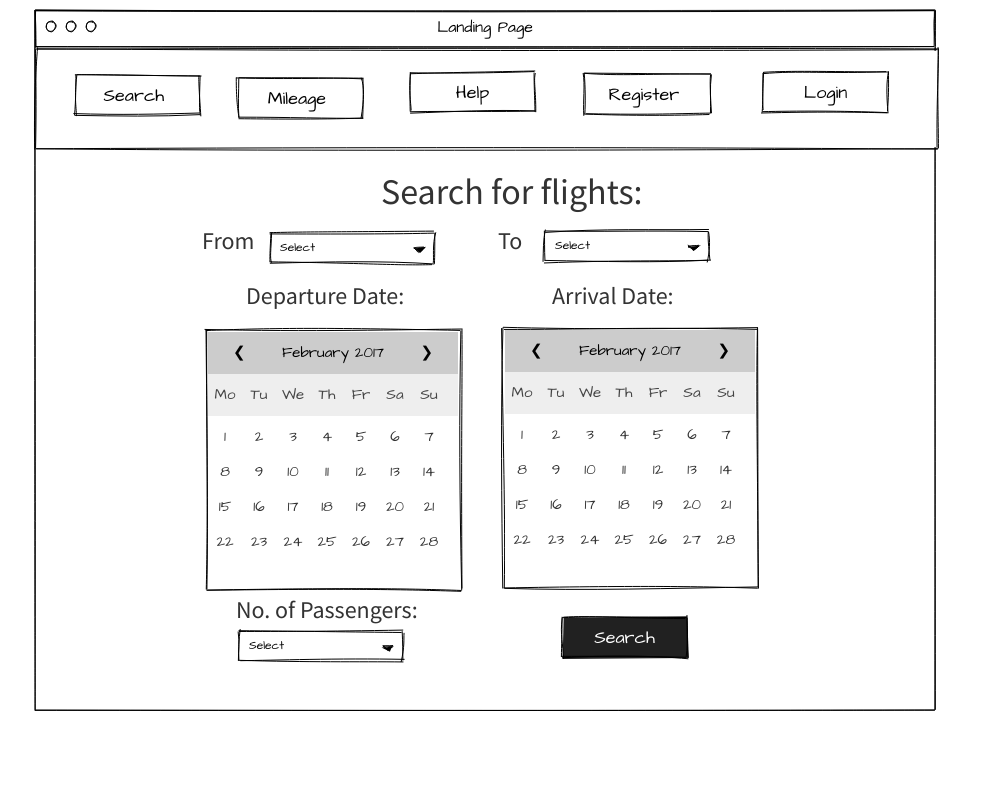 Landing Page
Search Mileage Help Register Login
Search for flights:
From Select To Select
Departure Date: Arrival Date:
❮ February 2017 ❯ ❮ February 2017 ❯
Mo Tu We Th Fr Sa Su Mo Tu We Th Fr Sa Su
1 2 3 4 5 6 7 1 2 3 4 5 6 7
8 9 10 11 12 13 14 8 9 10 11 12 13 14
15 16 17 18 19 20 21 15 16 17 18 19 20 21
22 23 24 25 26 27 28 22 23 24 25 26 27 28
No. of Passengers:
Select Search